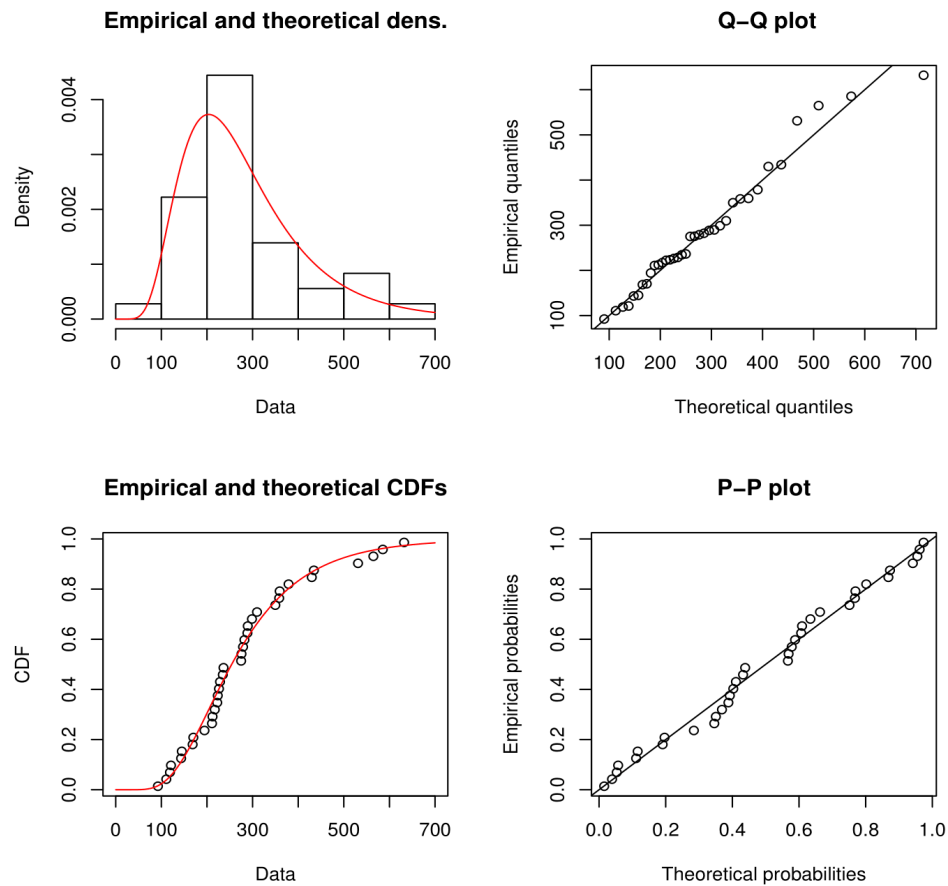 Empirical and theoretical dens.
Density
0.000 0.002 0.004
0 100 300 500 700
Data
Q−Q plot
Empirical quantiles
100 300 500
100 200 300 400 500 600 700
Theoretical quantiles
Empirical and theoretical CDFs
CDF
0.0 0.2 0.4 0.6 0.8 1.0
0 100 300 500 700
Data
P−P plot
Empirical probabilities
0.0 0.2 0.4 0.6 0.8 1.0
0.0 0.2 0.4 0.6 0.8 1.0
Theoretical probabilities